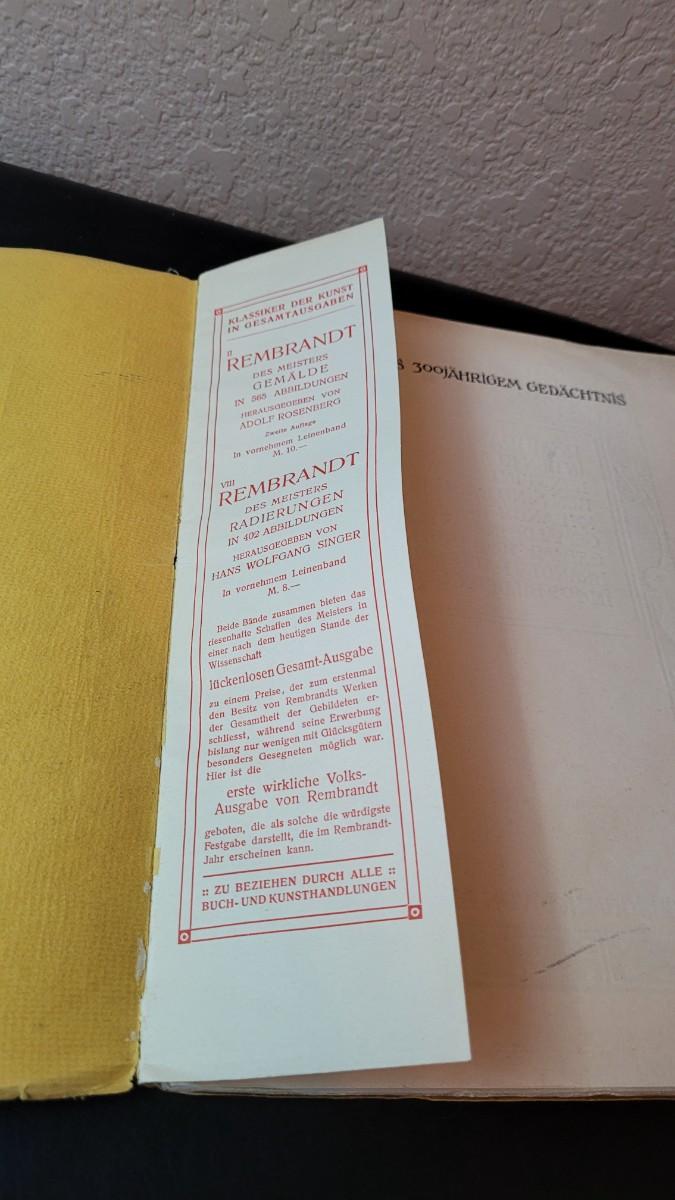 KLASSIKER DER KUNST
IN GESAMTAUSGABEN
II
REMBRANDT
DES MEISTERS
GEMÄLDE
IN 565 ABBILDUNGEN
HERAUSGEGEBEN VON
ADOLF ROSENBERG
Zweite Auflage
In vornehmem Leinenband
M. 10.—
VIII
REMBRANDT
DES MEISTERS
RADIERUNGEN
IN 402 ABBILDUNGEN
HERAUSGEGEBEN VON
HANS WOLFGANG SINGER
In vornehmem Leinenband
M. 8.—
Beide Bände zusammen bieten das
riesenhafte Schaffen des Meisters in
einer nach dem heutigen Stande der
Wissenschaft
lückenlosen Gesamt-Ausgabe
zu einem Preise, der zum erstenmal
den Besitz von Rembrandts Werken
der Gesamtheit der Gebildeten er-
schliesst, während seine Erwerbung
bislang nur wenigen mit Glücksgütern
besonders Gesegneten möglich war.
Hier ist die
erste wirkliche Volks-
Ausgabe von Rembrandt
geboten, die als solche die würdigste
Festgabe darstellt, die im Rembrandt-
Jahr erscheinen kann.
:: ZU BEZIEHEN DURCH ALLE ::
BUCH- UND KUNSTHANDLUNGEN
300JÄHRIGEM GEDÄCHTNIS